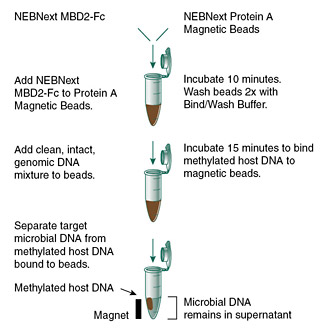 NEBNext MBD2-Fc
NEBNext Protein A
Magnetic Beads
Add NEBNext
MBD2-Fc to Protein A
Magnetic Beads.
Incubate 10 minutes.
Wash beads 2x with
Bind/Wash Buffer.
Add clean, intact,
genomic DNA
mixture to beads.
Incubate 15 minutes to bind
methylated host DNA to
magnetic beads.
Separate target
microbial DNA from
methylated host DNA
bound to beads.
Methylated host DNA
Magnet
Microbial DNA
remains in supernatant